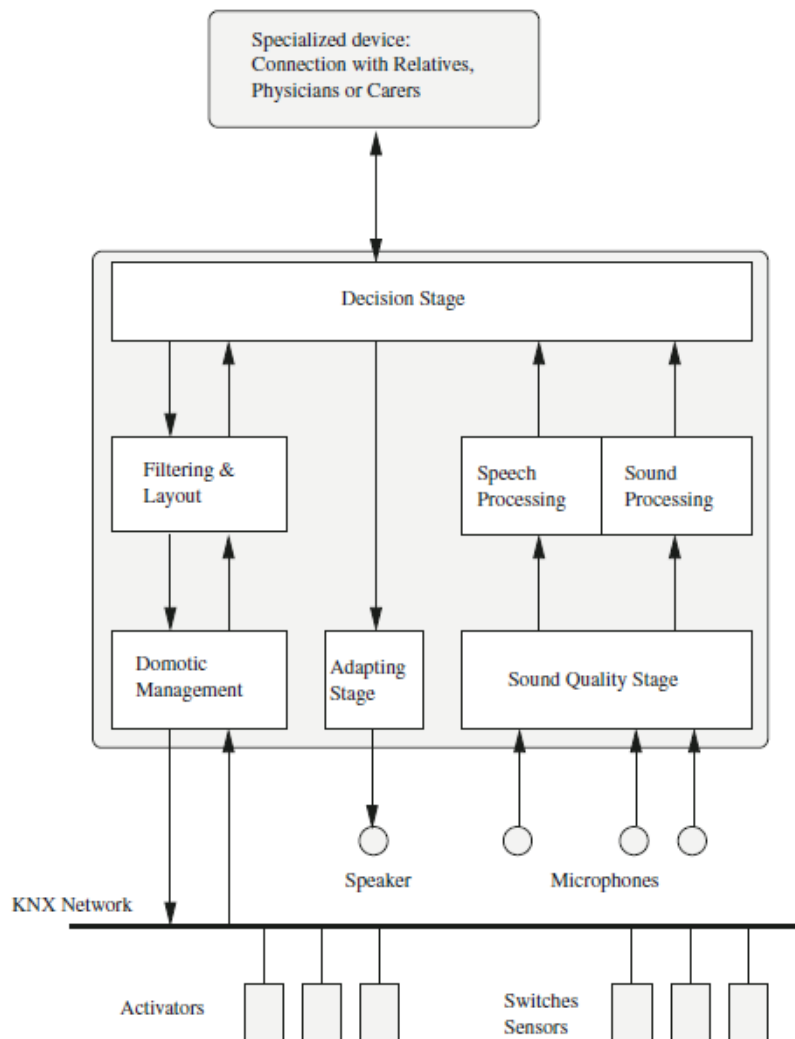 Specialized device:
Connection with Relatives,
Physicians or Carers
Decision Stage
Filtering &
Layout
Speech
Processing
Sound
Processing
Domotic
Management
Adapting
Stage
Sound Quality Stage
Speaker
Microphones
KNX Network
Activators
Switches
Sensors